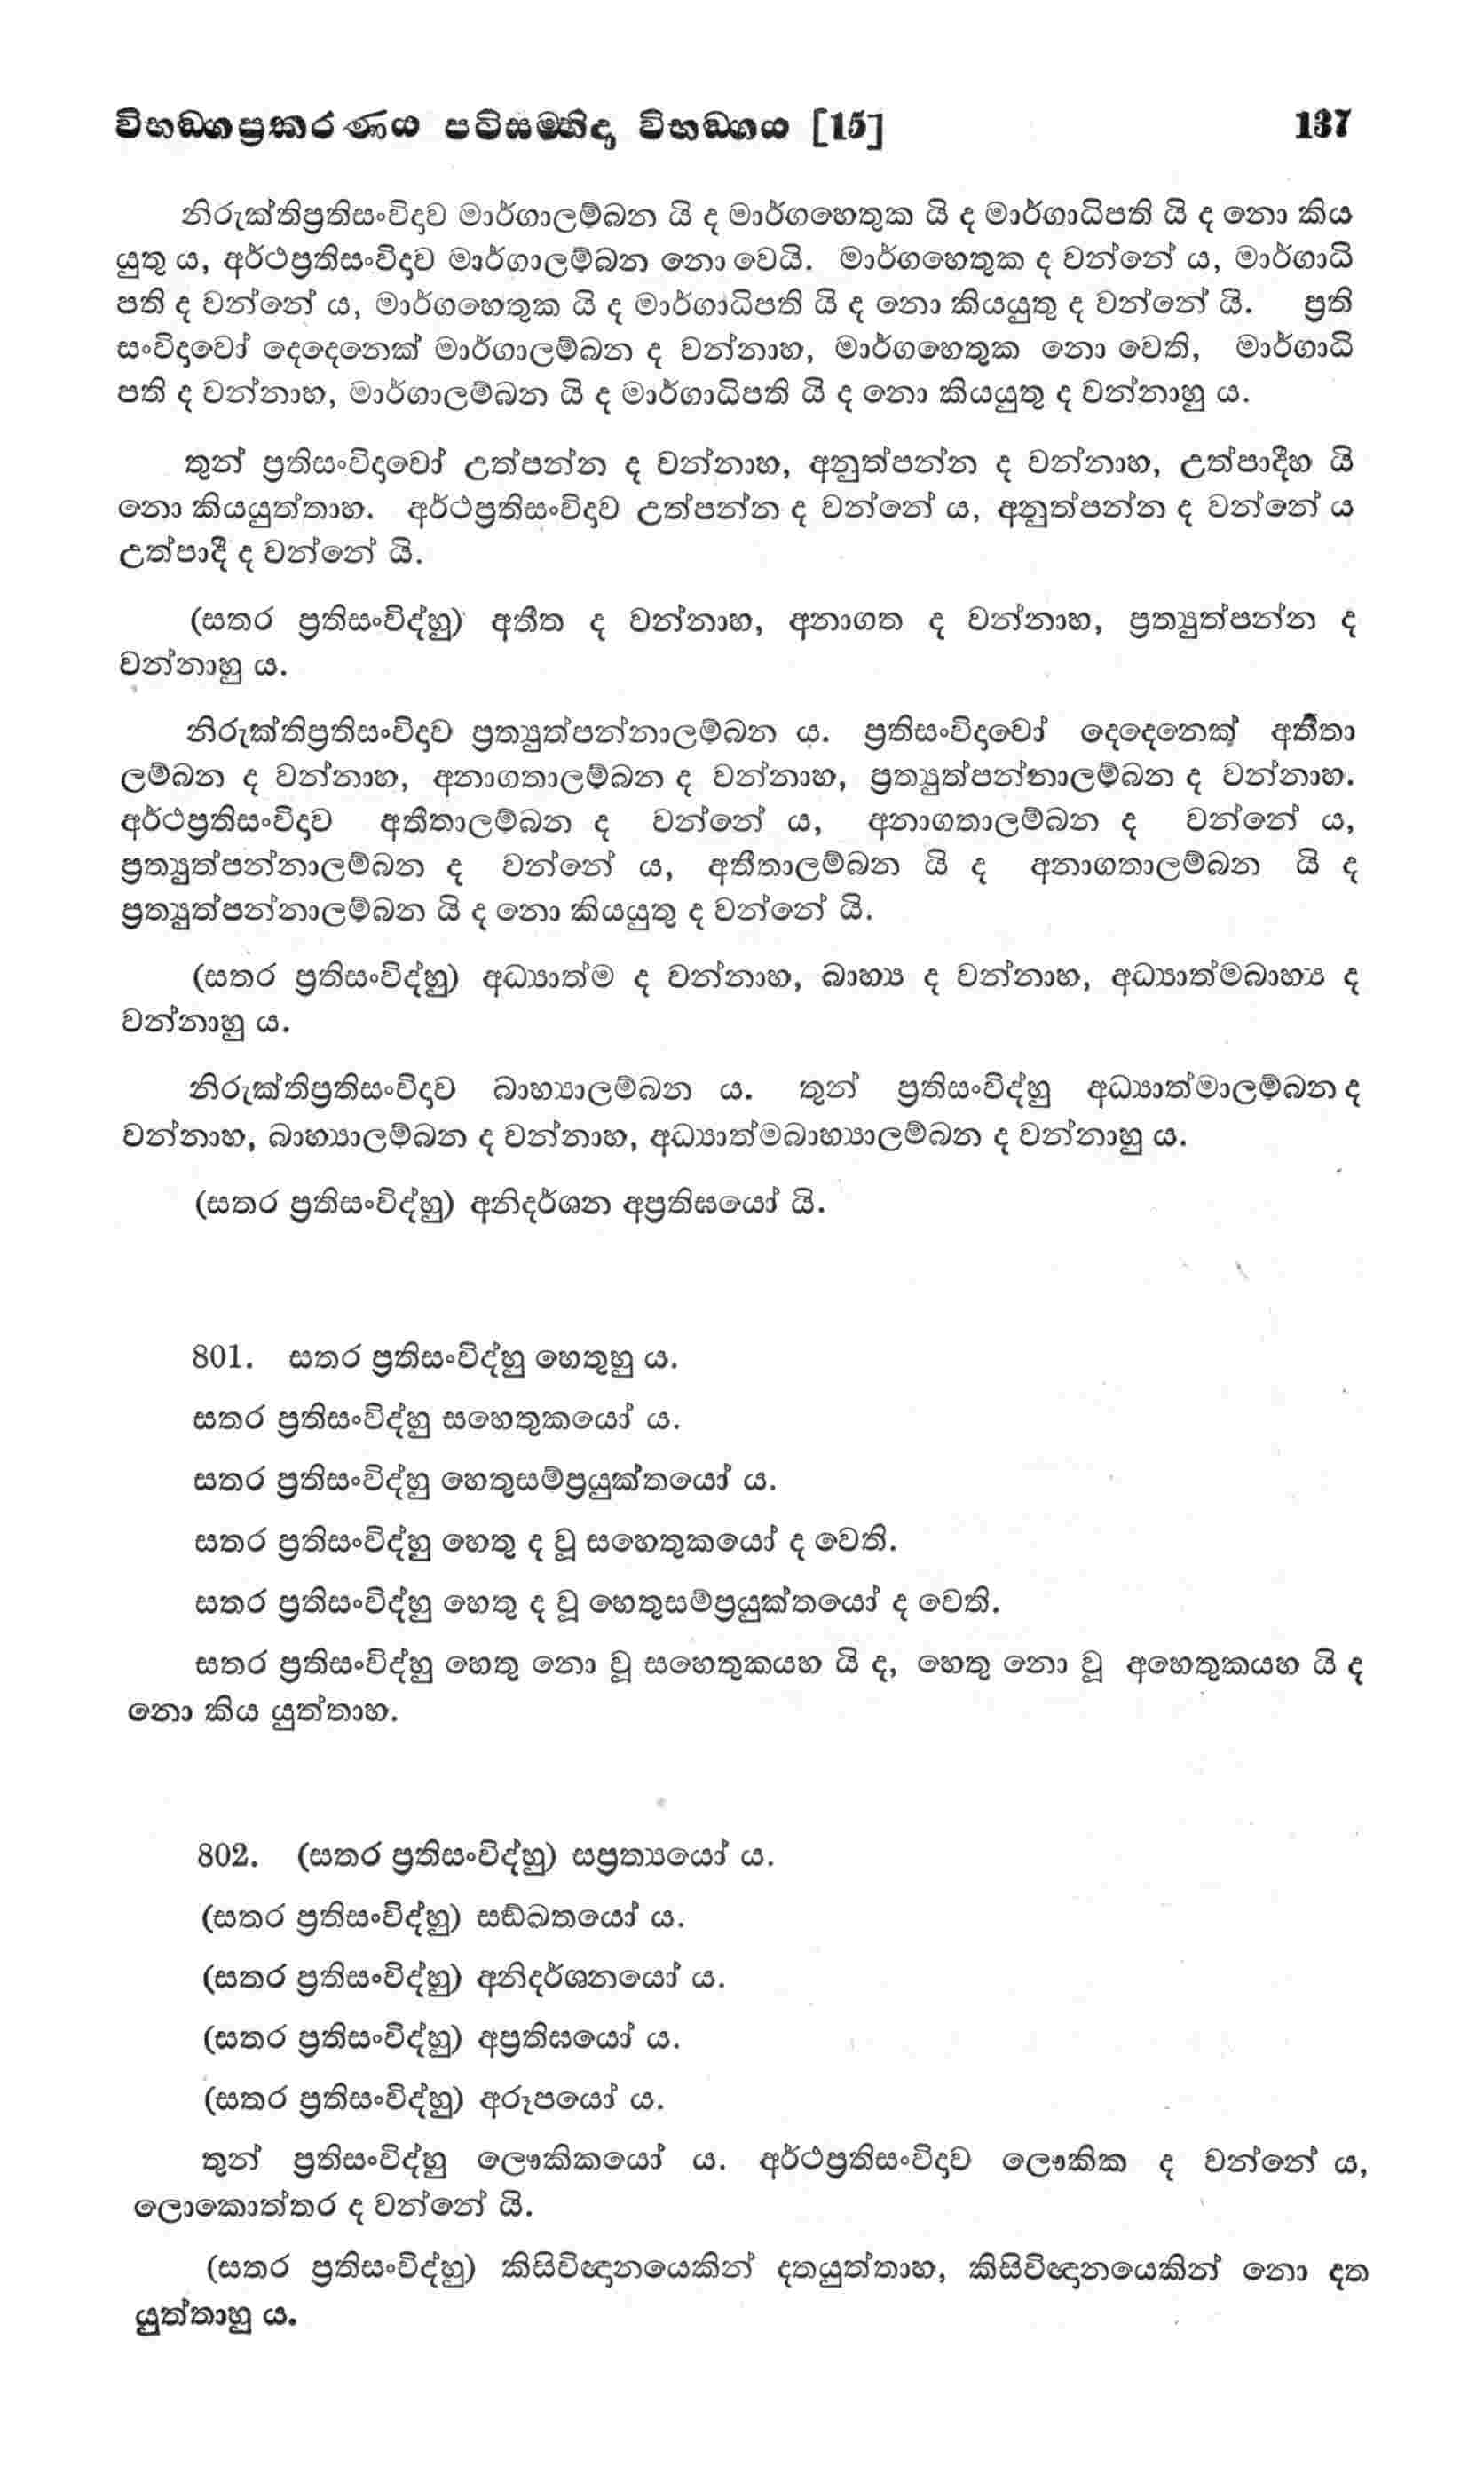 විභඞ්ගප්‍රකරණය පටිසම්භිදා විභඞ්ගය [15] 137
නිරුක්තිප්‍රතිසංවිදාව මාර්ගාලම්බන යි ද මාර්ගහෙතුක යි ද මාර්ගාධිපති යි ද නො කිය
යුතු ය, අර්ථප්‍රතිසංවිදාව මාර්ගාලම්බන නො වෙයි. මාර්ගහෙතුක ද වන්නේ ය, මාර්ගාධි
පති ද වන්නේ ය, මාර්ගහෙතුක යි ද මාර්ගාධිපති යි ද නො කියයුතු ද වන්නේ යි. ප්‍රති
සංවිදාවෝ දෙදෙනෙක් මාර්ගාලම්බන ද වන්නාහ, මාර්ගහෙතුක නො වෙති, මාර්ගාධි
පති ද වන්නාහ, මාර්ගාලම්බන යි ද මාර්ගාධිපති යි ද නො කියයුතු ද වන්නාහු ය.
තුන් ප්‍රතිසංවිදාවෝ උත්පන්න ද වන්නාහ, අනුත්පන්න ද වන්නාහ, උත්පාදීහ යි
නො කියයුත්තාහ. අර්ථප්‍රතිසංවිදාව උත්පන්න ද වන්නේ ය, අනුත්පන්න ද වන්නේ ය
උත්පාදී ද වන්නේ යි.
(සතර ප්‍රතිසංවිද්හු) අතීත ද වන්නාහ, අනාගත ද වන්නාහ, ප්‍රත්‍යුත්පන්න ද
වන්නාහු ය.
නිරුක්තිප්‍රතිසංවිදාව ප්‍රත්‍යුත්පන්නාලම්බන ය. ප්‍රතිසංවිදාවෝ දෙදෙනෙක් අතීතා
ලම්බන ද වන්නාහ, අනාගතාලම්බන ද වන්නාහ, ප්‍රත්‍යුත්පන්නාලම්බන ද වන්නාහ.
අර්ථප්‍රතිසංවිදාව අතීතාලම්බන ද වන්නේ ය, අනාගතාලම්බන ද වන්නේ ය,
ප්‍රත්‍යුත්පන්නාලම්බන ද වන්නේ ය, අතීතාලම්බන යි ද අනාගතාලම්බන යි ද
ප්‍රත්‍යුත්පන්නාලම්බන යි ද නො කියයුතු ද වන්නේ යි.
(සතර ප්‍රතිසංවිද්හු) අධ්‍යාත්ම ද වන්නාහ, බාහ්‍ය ද වන්නාහ, අධ්‍යාත්මබාහ්‍ය ද
වන්නාහු ය.
නිරුක්තිප්‍රතිසංවිදාව බාහ්‍යාලම්බන ය. තුන් ප්‍රතිසංවිද්හු අධ්‍යාත්මාලම්බන ද
වන්නාහ, බාහ්‍යාලම්බන ද වන්නාහ, අධ්‍යාත්මබාහ්‍යාලම්බන ද වන්නාහු ය.
(සතර ප්‍රතිසංවිද්හු) අනිදර්ශන අප්‍රතිඝයෝ යි.
801. සතර ප්‍රතිසංවිද්හු හෙතුහු ය.
සතර ප්‍රතිසංවිද්හු සහෙතුකයෝ ය.
සතර ප්‍රතිසංවිද්හු හෙතුසම්ප්‍රයුක්තයෝ ය.
සතර ප්‍රතිසංවිද්හු හෙතු ද වූ සහෙතුකයෝ ද වෙති.
සතර ප්‍රතිසංවිද්හු හෙතු ද වූ හෙතුසම්ප්‍රයුක්තයෝ ද වෙති.
සතර ප්‍රතිසංවිද්හු හෙතු නො වූ සහෙතුකයහ යි ද, හෙතු නො වූ අහෙතුකයහ යි ද
නො කිය යුත්තාහ.
802. (සතර ප්‍රතිසංවිද්හු) සප්‍රත්‍යයෝ ය.
(සතර ප්‍රතිසංවිද්හු) සඞ්ඛතයෝ ය.
(සතර ප්‍රතිසංවිද්හු) අනිදර්ශනයෝ ය.
(සතර ප්‍රතිසංවිද්හු) අප්‍රතිඝයෝ ය.
(සතර ප්‍රතිසංවිද්හු) අරූපයෝ ය.
තුන් ප්‍රතිසංවිද්හු ලෞකිකයෝ ය. අර්ථප්‍රතිසංවිදාව ලෞකික ද වන්නේ ය,
ලොකොත්තර ද වන්නේ යි.
(සතර ප්‍රතිසංවිද්හු) කිසිවිඥානයෙකින් දතයුත්තාහ, කිසිවිඥානයෙකින් නො දත
යුත්තාහු ය.